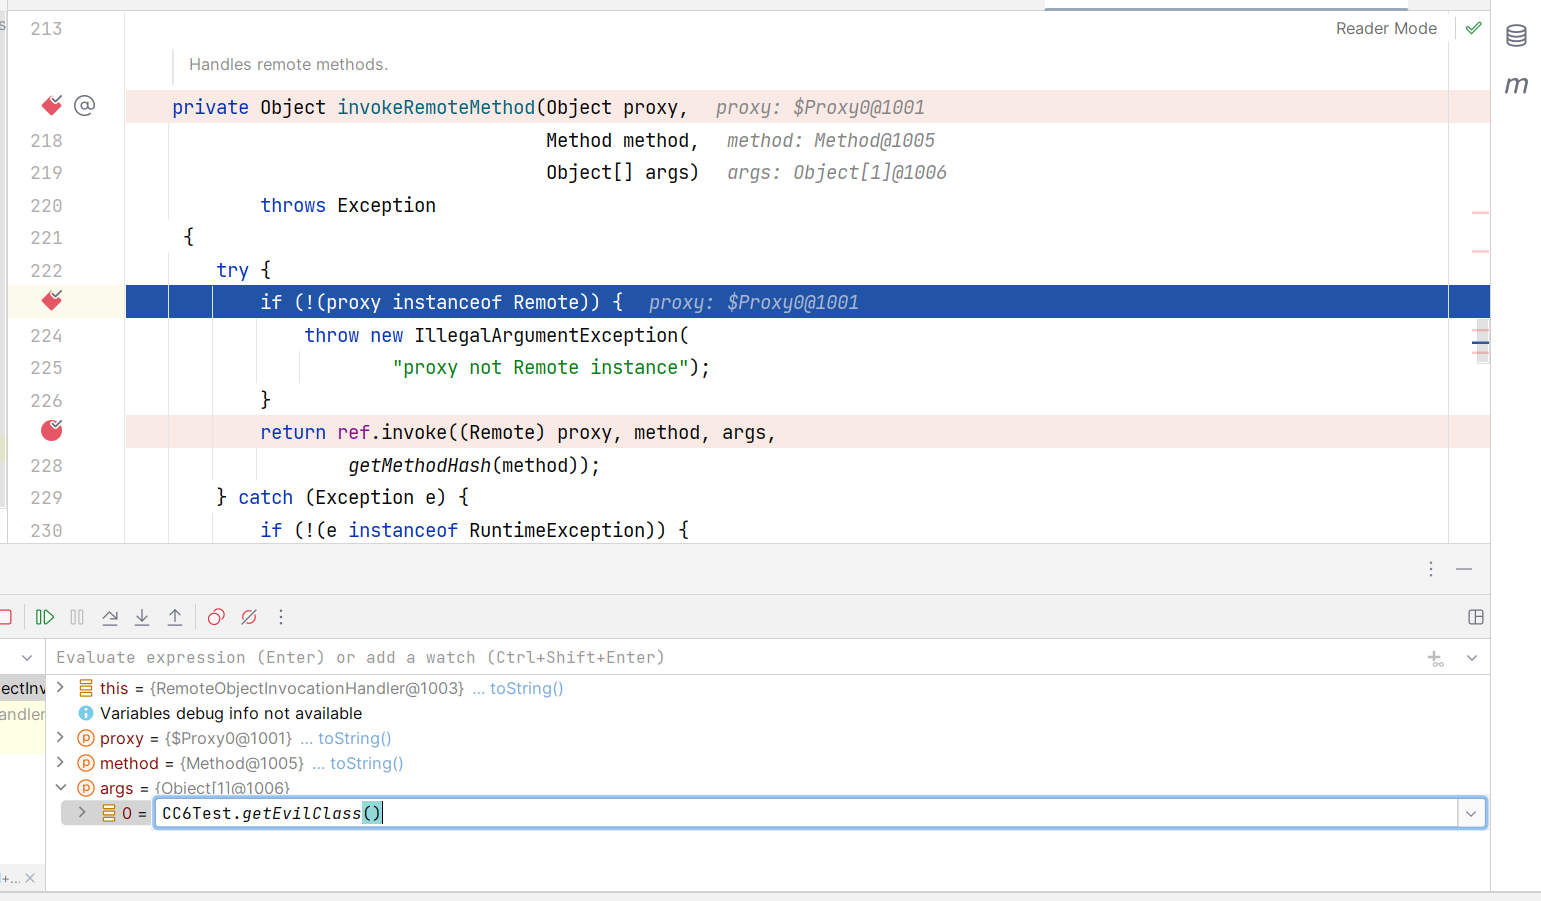 s
213
Reader Mode
Handles remote methods.
m
private Object invokeRemoteMethod(Object proxy, proxy: $Proxy0@1001
218 Method method, method: Method@1005
219 Object[] args) args: Object[1]@1006
220 throws Exception
221 {
222 try {
if (!(proxy instanceof Remote)) { proxy: $Proxy0@1001
224 throw new IllegalArgumentException(
225 "proxy not Remote instance");
226 }
return ref.invoke((Remote) proxy, method, args,
228 getMethodHash(method));
229 } catch (Exception e) {
230 if (!(e instanceof RuntimeException)) {
Evaluate expression (Enter) or add a watch (Ctrl+Shift+Enter)
ectInv
this = {RemoteObjectInvocationHandler@1003} ... toString()
andler
Variables debug info not available
proxy = {$Proxy0@1001} ... toString()
method = {Method@1005} ... toString()
args = {Object[1]@1006}
0 = CC6Test.getEvilClass()
+...